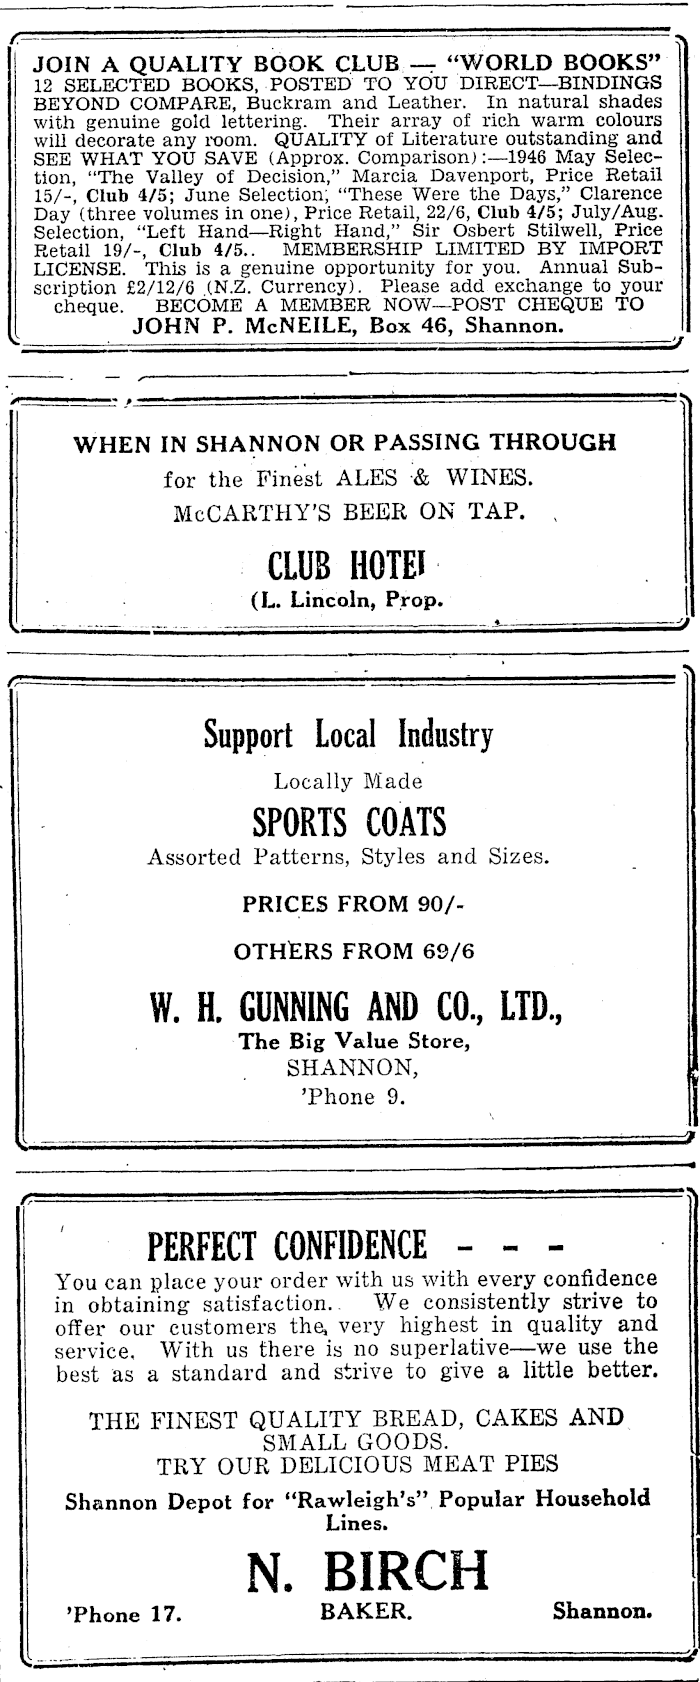 JOIN A QUALITY BOOK CLUB — “WORLD BOOKS”
12 SELECTED BOOKS, POSTED TO YOU DIRECT—BINDINGS
BEYOND COMPARE, Buckram and Leather. In natural shades
with genuine gold lettering. Their array of rich warm colours
will decorate any room. QUALITY of Literature outstanding and
SEE WHAT YOU SAVE (Approx. Comparison):—1946 May Selec-
tion, “The Valley of Decision,” Marcia Davenport, Price Retail
15/-, Club 4/5; June Selection; “These Were the Days,” Clarence
Day (three volumes in one), Price Retail, 22/6, Club 4/5; July/Aug.
Selection, “Left Hand—Right Hand,” Sir Osbert Stilwell, Price
Retail 19/-, Club 4/5.. MEMBERSHIP LIMITED BY IMPORT
LICENSE. This is a genuine opportunity for you. Annual Sub-
scription £2/12/6 (N.Z. Currency). Please add exchange to your
cheque. BECOME A MEMBER NOW—POST CHEQUE TO
JOHN P. McNEILE, Box 46, Shannon.
WHEN IN SHANNON OR PASSING THROUGH
for the Finest ALES & WINES.
McCARTHY'S BEER ON TAP.
CLUB HOTEL
(L. Lincoln, Prop.
Support Local Industry
Locally Made
SPORTS COATS
Assorted Patterns, Styles and Sizes.
PRICES FROM 90/-
OTHERS FROM 69/6
W. H. GUNNING AND CO., LTD.,
The Big Value Store,
SHANNON,
'Phone 9.
PERFECT CONFIDENCE - - -
You can place your order with us with every confidence
in obtaining satisfaction. We consistently strive to
offer our customers the very highest in quality and
service. With us there is no superlative—we use the
best as a standard and strive to give a little better.
THE FINEST QUALITY BREAD, CAKES AND
SMALL GOODS.
TRY OUR DELICIOUS MEAT PIES
Shannon Depot for “Rawleigh's” Popular Household
Lines.
N. BIRCH
'Phone 17. BAKER. Shannon.